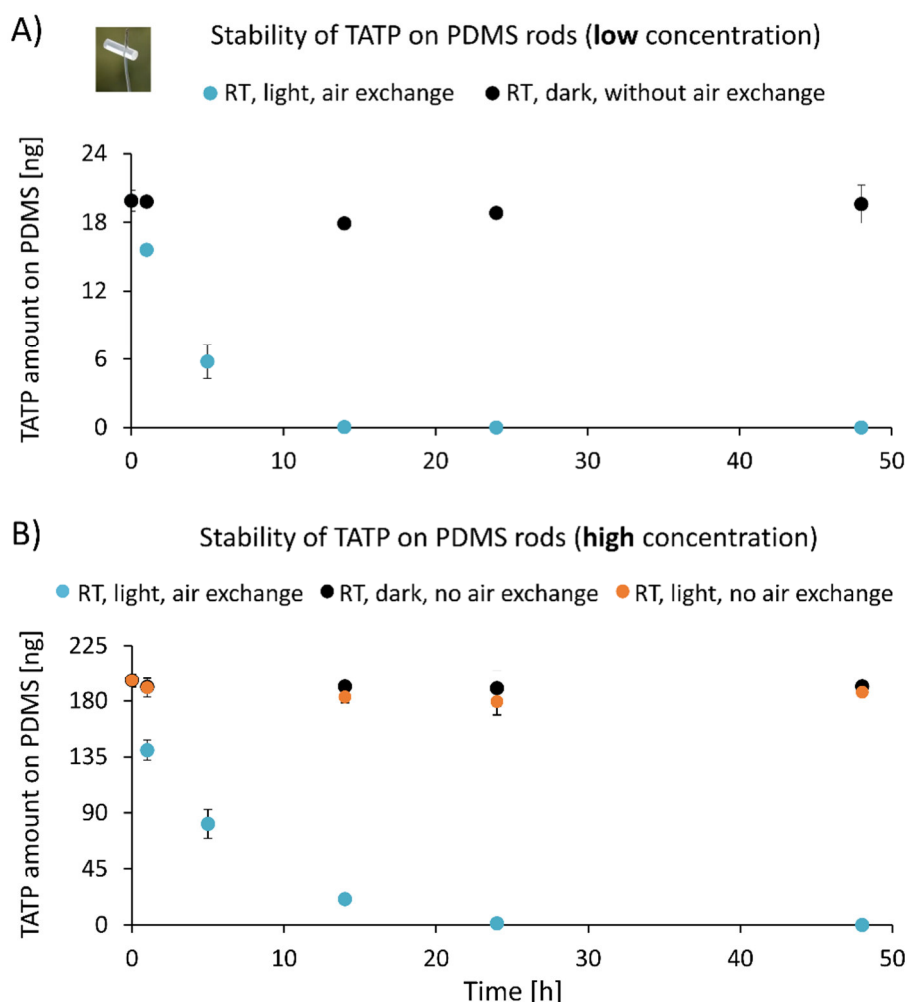 A)
Stability of TATP on PDMS rods (low concentration)
RT, light, air exchange RT, dark, without air exchange
TATP amount on PDMS [ng]
24
18
12
6
0
0 10 20 30 40 50
B)
Stability of TATP on PDMS rods (high concentration)
RT, light, air exchange RT, dark, no air exchange RT, light, no air exchange
TATP amount on PDMS [ng]
225
180
135
90
45
0
0 10 20 30 40 50
Time [h]